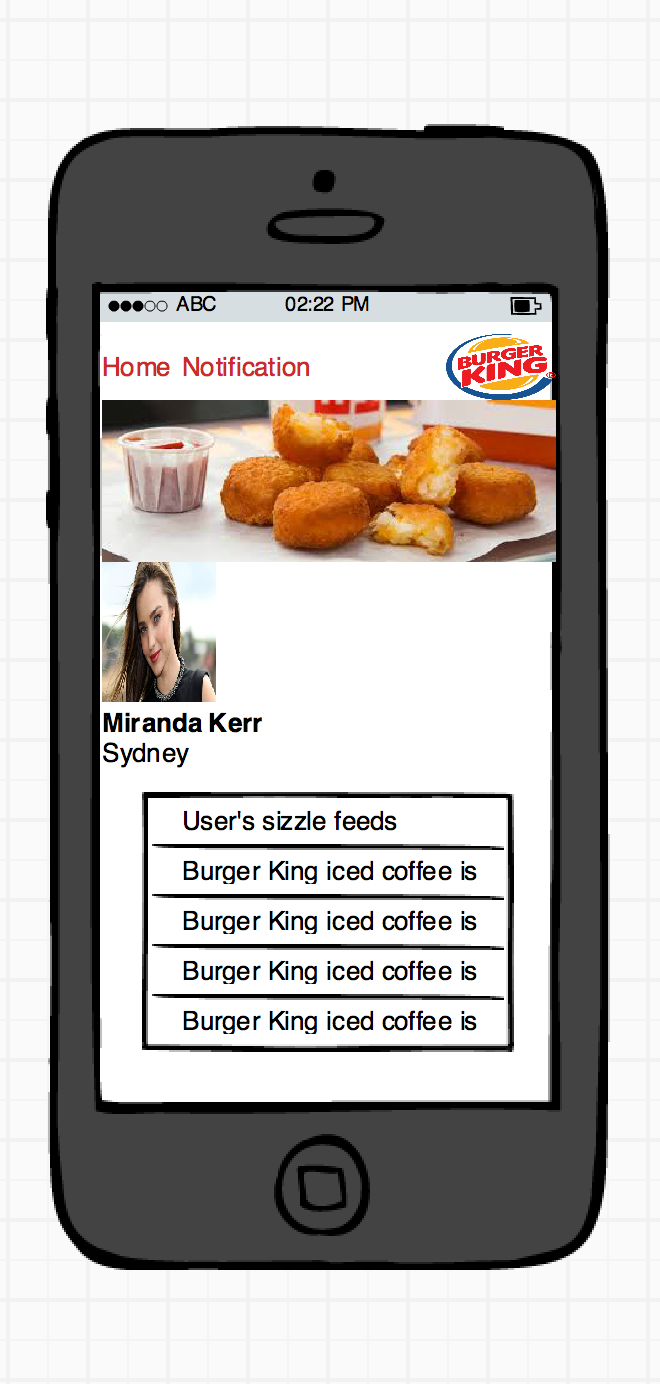 ABC 02:22 PM
Home Notification
BURGER
KING
Miranda Kerr
Sydney
User's sizzle feeds
Burger King iced coffee is
Burger King iced coffee is
Burger King iced coffee is
Burger King iced coffee is